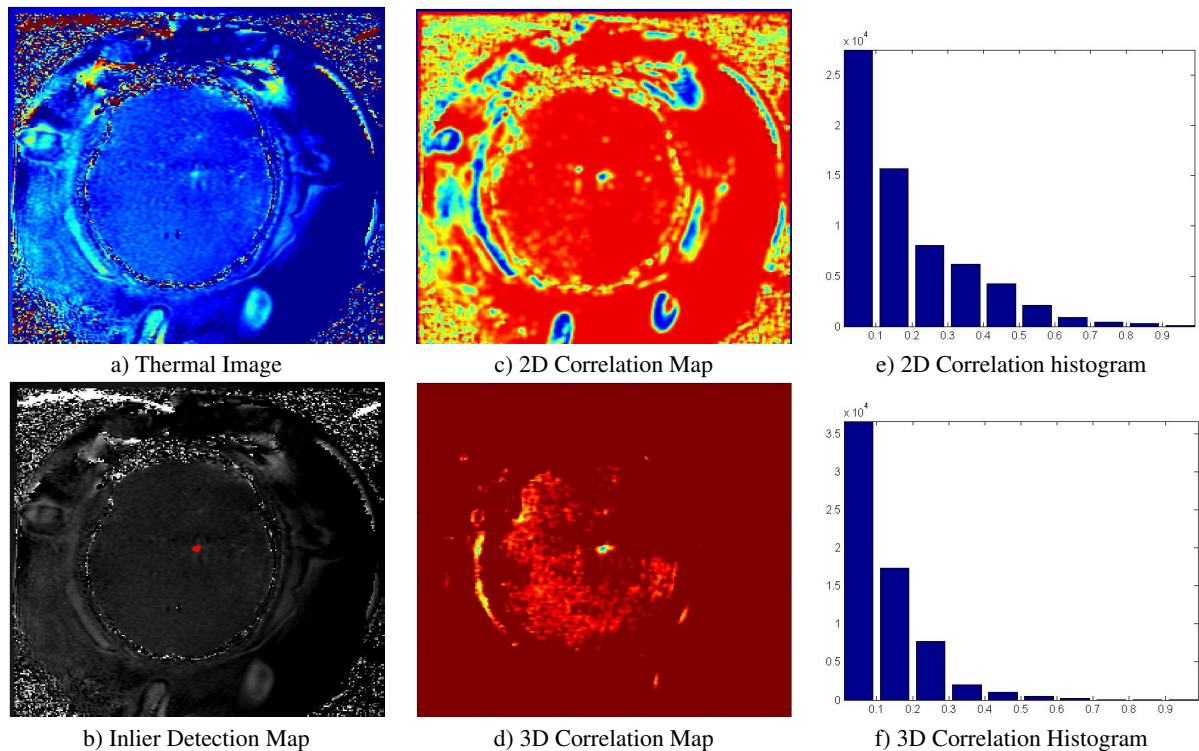 x 10⁴
2.5
2
1.5
1
0.5
0
0.1 0.2 0.3 0.4 0.5 0.6 0.7 0.8 0.9
a) Thermal Image
c) 2D Correlation Map
e) 2D Correlation histogram
x 10⁴
3.5
3
2.5
2
1.5
1
0.5
0
0.1 0.2 0.3 0.4 0.5 0.6 0.7 0.8 0.9
b) Inlier Detection Map
d) 3D Correlation Map
f) 3D Correlation Histogram